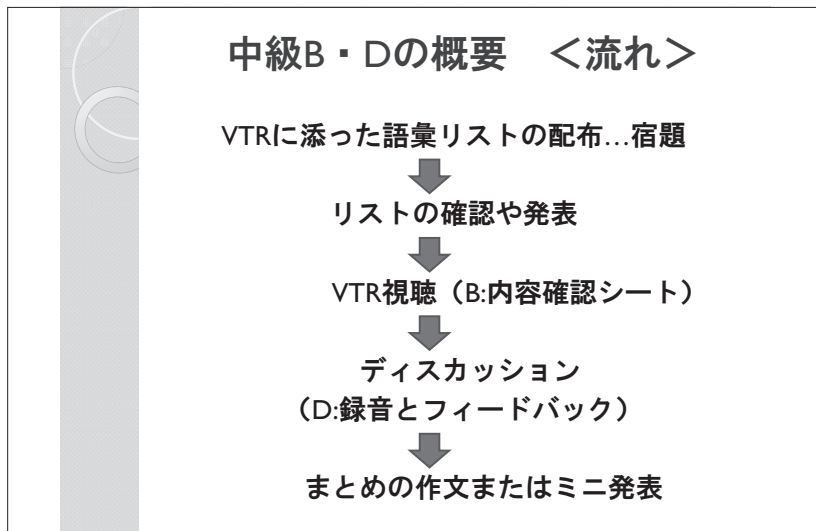 中級B・Dの概要　＜流れ＞
VTRに添った語彙リストの配布…宿題
リストの確認や発表
VTR視聴（B:内容確認シート）
ディスカッション
（D:録音とフィードバック）
まとめの作文またはミニ発表